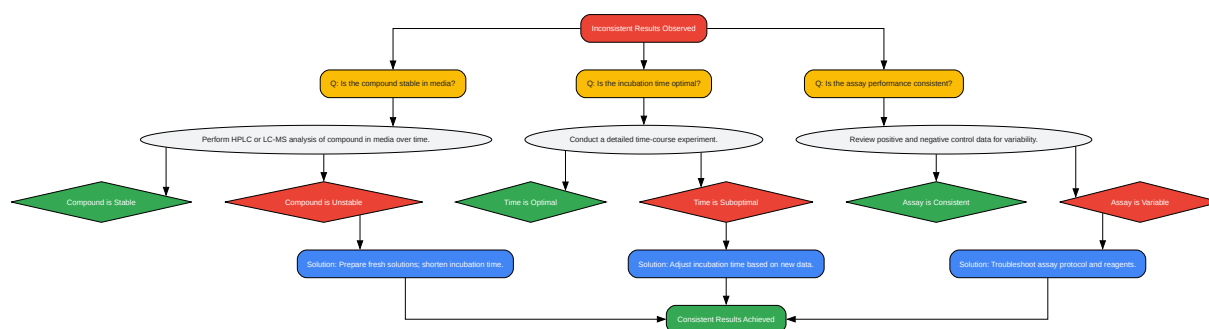 Inconsistent Results Observed
Q: Is the compound stable in media?
Q: Is the incubation time optimal?
Q: Is the assay performance consistent?
Perform HPLC or LC-MS analysis of compound in media over time.
Conduct a detailed time-course experiment.
Review positive and negative control data for variability.
Compound is Stable
Compound is Unstable
Time is Optimal
Time is Suboptimal
Assay is Consistent
Assay is Variable
Solution: Prepare fresh solutions; shorten incubation time.
Solution: Adjust incubation time based on new data.
Solution: Troubleshoot assay protocol and reagents.
Consistent Results Achieved